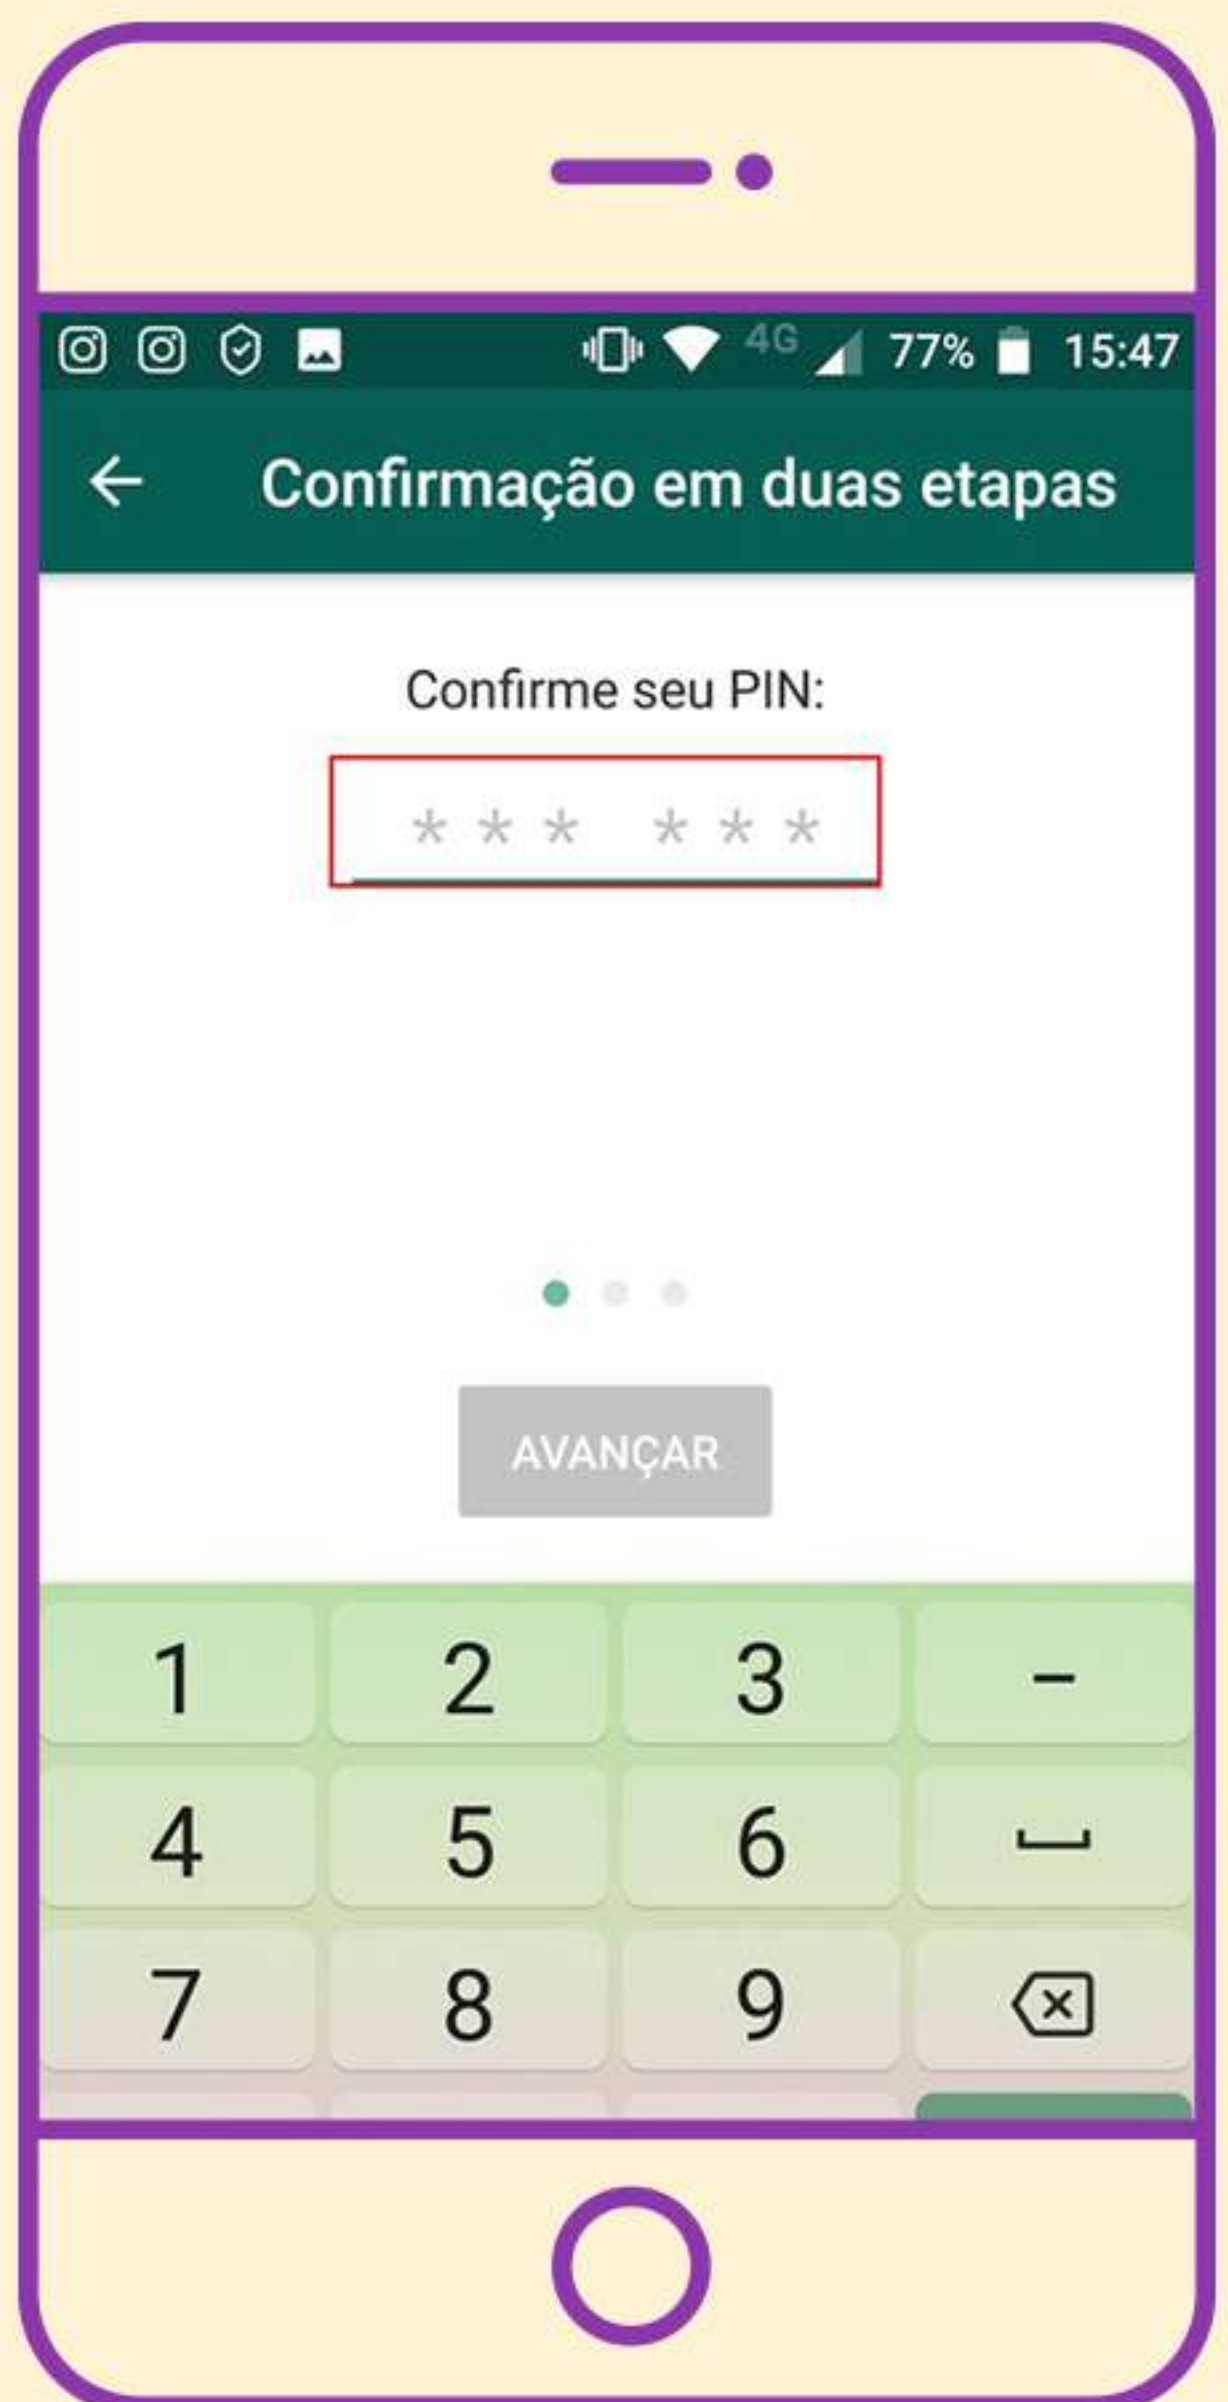 4G 77% 15:47
Confirmação em duas etapas
Confirme seu PIN:
*** ***
AVANÇAR
1 2 3 -
4 5 6
7 8 9